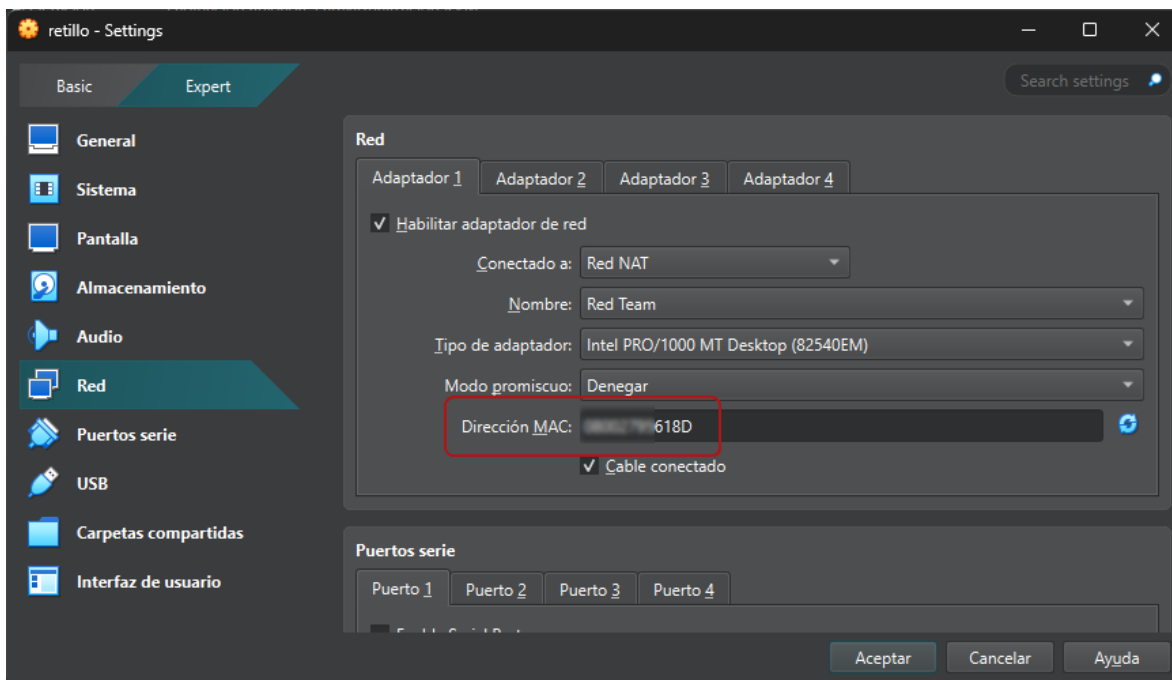 retillo - Settings
Basic
Expert
Search settings
General
Sistema
Pantalla
Almacenamiento
Audio
Red
Puertos serie
USB
Carpetas compartidas
Interfaz de usuario
Red
Adaptador 1
Adaptador 2
Adaptador 3
Adaptador 4
Habilitar adaptador de red
Conectado a: Red NAT
Nombre: Red Team
Tipo de adaptador: Intel PRO/1000 MT Desktop (82540EM)
Modo promiscuo: Denegar
Dirección MAC: 618D
Cable conectado
Puertos serie
Puerto 1
Puerto 2
Puerto 3
Puerto 4
Aceptar
Cancelar
Ayuda